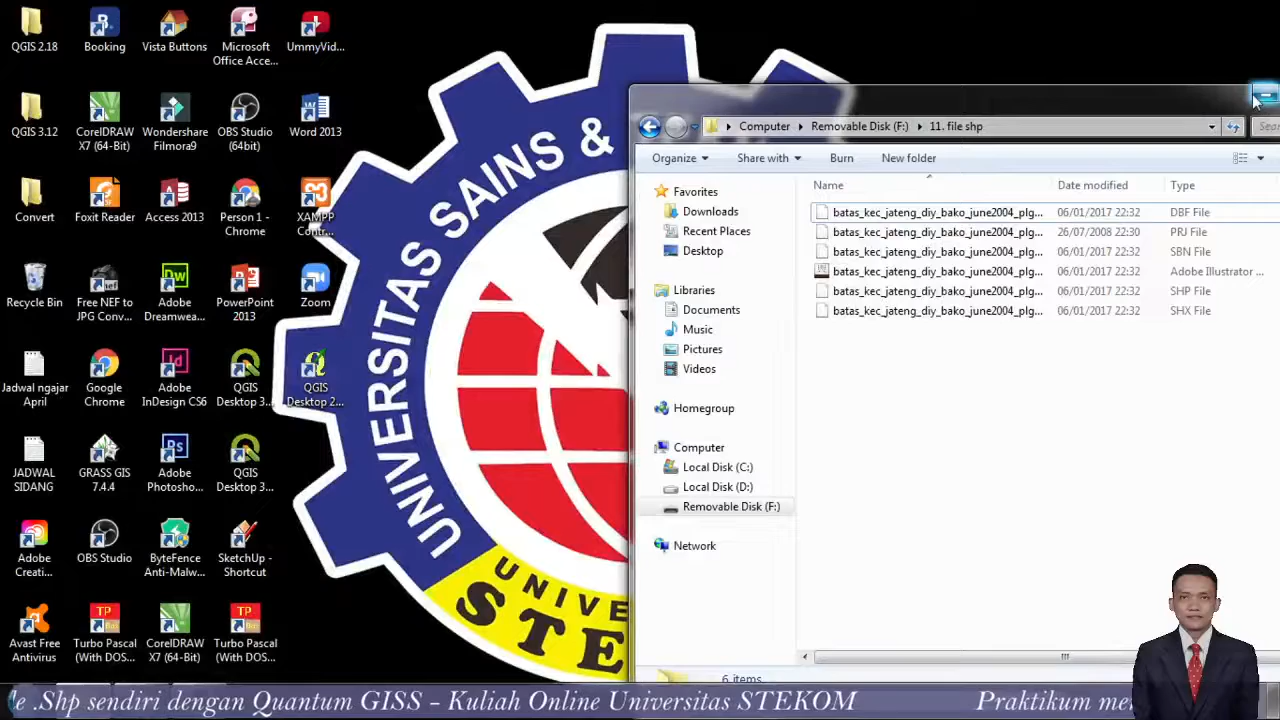 QGIS 2.18
Booking
Vista Buttons
Microsoft
Office Acce...
UmmyVid...
QGIS 3.12
CorelDRAW
X7 (64-Bit)
Wondershare
Filmora9
OBS Studio
(64bit)
Word 2013
Convert
Foxit Reader
Access 2013
Person 1 -
Chrome
XAMPP
Contr...
Recycle Bin
Free NEF to
JPG Conv...
Adobe
Dreamwea...
PowerPoint
2013
Zoom
Jadwal ngajar
April
Google
Chrome
Adobe
InDesign CS6
QGIS
Desktop 3...
QGIS
Desktop 2...
JADWAL
SIDANG
GRASS GIS
7.4.4
Adobe
Photosho...
QGIS
Desktop 3...
Adobe
Creati...
OBS Studio
ByteFence
Anti-Malw...
SketchUp -
Shortcut
Avast Free
Antivirus
Turbo Pascal
(With DOS...
CorelDRAW
X7 (64-Bit)
Turbo Pascal
(With DOS...
UNIVERSITAS SAINS &
UNIVE
STE
Computer
Removable Disk (F:)
11. file shp
Organize
Share with
Burn
New folder
Favorites
Downloads
Recent Places
Desktop
Libraries
Documents
Music
Pictures
Videos
Homegroup
Computer
Local Disk (C:)
Local Disk (D:)
Removable Disk (F:)
Network
Name Date modified Type
batas_kec_jateng_diy_bako_june2004_plg... 06/01/2017 22:32 DBF File
batas_kec_jateng_diy_bako_june2004_plg... 26/07/2008 22:30 PRJ File
batas_kec_jateng_diy_bako_june2004_plg... 06/01/2017 22:32 SBN File
batas_kec_jateng_diy_bako_june2004_plg... 06/01/2017 22:32 Adobe Illustrator ...
batas_kec_jateng_diy_bako_june2004_plg... 06/01/2017 22:32 SHP File
batas_kec_jateng_diy_bako_june2004_plg... 06/01/2017 22:32 SHX File
6 items
le .Shp sendiri dengan Quantum GISS - Kuliah Online Universitas STEKOM Praktikum me